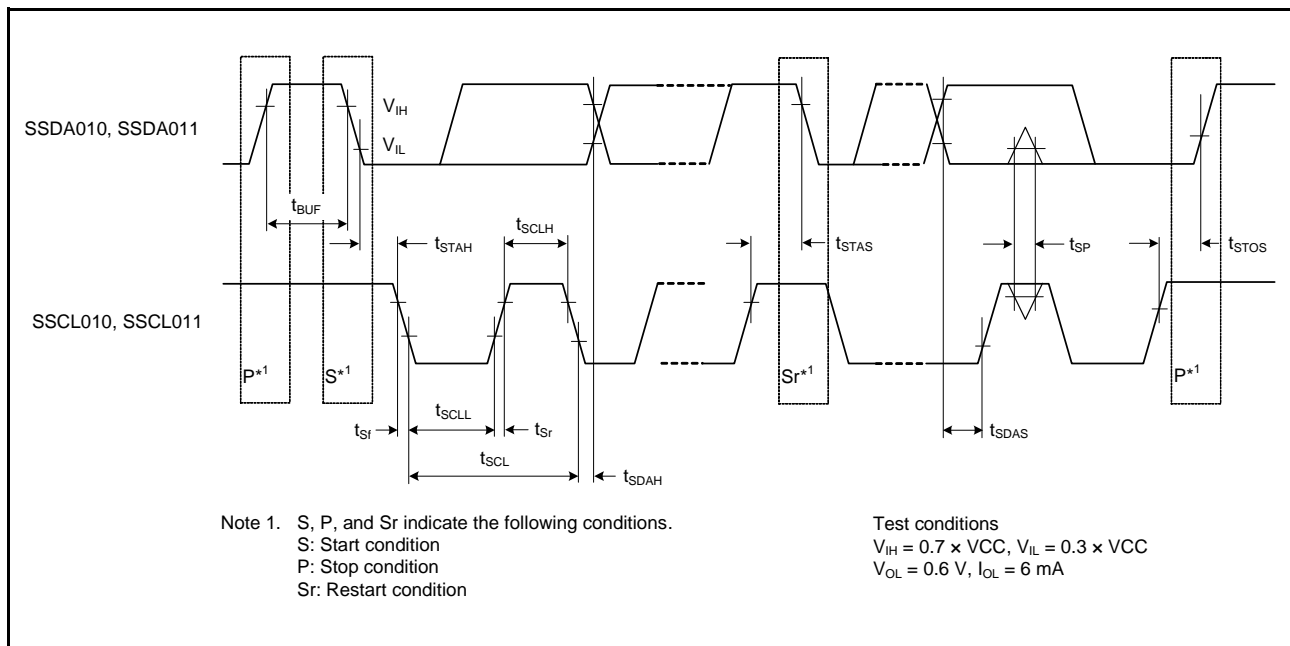 SSDA010, SSDA011
VIH
VIL
tBUF
tSTAH
tSCLH
tSTAS
tSP
tSTOS
SSCL010, SSCL011
P*1
S*1
Sr*1
P*1
tSf
tSCLL
tSr
tSCL
tSDAH
tSDAS
Note 1. S, P, and Sr indicate the following conditions.
S: Start condition
P: Stop condition
Sr: Restart condition
Test conditions
VIH = 0.7 × VCC, VIL = 0.3 × VCC
VOL = 0.6 V, IOL = 6 mA